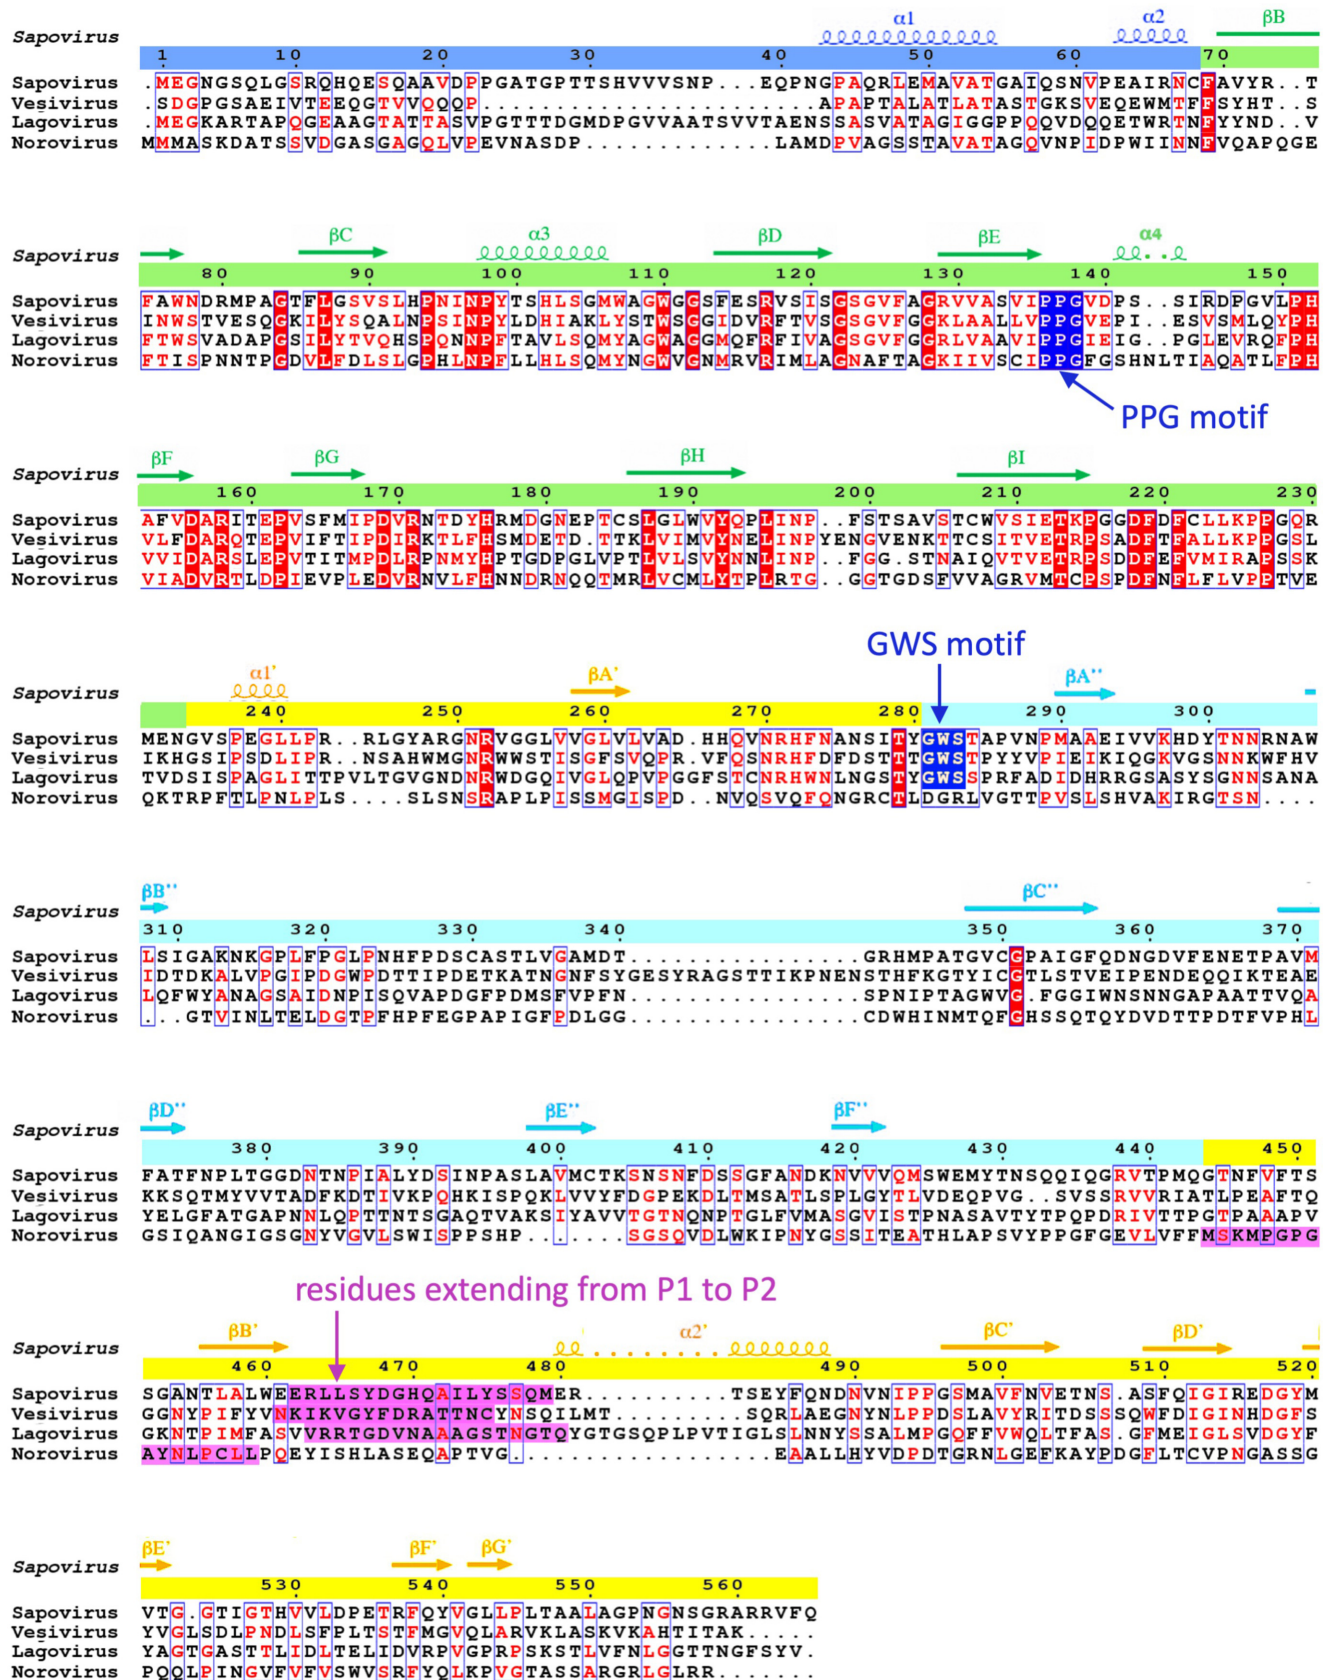 α1 α2 βB
Sapovirus
1 10 20 30 40 50 60 70
Sapovirus .MEGNGSQLGSRQHQESQAAVDPPGATGPTTSHVVVSNP...EQPNGPAQRLEMAVATGAIQSNVPEAIRNCFAVYR..T
Vesivirus .SDGPGSAEIVTEEQGTVVQQQP.......................APAPTALATLATASTGKSVEQEWMTFFSYHT..S
Lagovirus .MEGKARTAPQGEAAGTATTASVPGTTTDGMDPGVVAATSVVTAENSSASVATAGIGGPPQQVDQQETWRTNFYYND..V
Norovirus MMMASKDATSSVDGASGAGQLVPEVNASDP.............LAMDPVAGSSTAVATAGQVNPIDPWIINNFVQAPQGE
βC α3 βD βE α4
Sapovirus
80 90 100 110 120 130 140 150
Sapovirus FAWNDRMPAGTFLGSVSLHPNINPYTSHLSGMWAGWGGSFESRVSISGSGVFAGRVVASVIPPGVDPS..SIRDPGVLPH
Vesivirus INWSTVESQGKILYSQALNPSINPYLDHIAKLYSTWSGGIDVRFTVSGSGVFGGKLAALLVPPGVEPI..ESVSMLQYPH
Lagovirus FTWSVADAPGSILYTVQHSPQNNPFTAVLSQMYAGWAGGMQFRFIVAGSGVFGGRLVAAVIPPGIEIG..PGLEVRQFPH
Norovirus FTISPNNTPGDVLFDLSLGPHLNPFLLHLSQMYNGWVGNMRVRIMLAGNAFTAGKIIVSCIPPGFGSHNLTIAQATLFPH
PPG motif
βF βG βH βI
Sapovirus
160 170 180 190 200 210 220 230
Sapovirus AFVDARITEPVSFMIPDVRNTDYHRMDGNEPTCSLGLWVYQPLINP..FSTSAVSTCWVSIETKPGGDFDFCLLKPPGQR
Vesivirus VLFDARQTEPVIFTIPDIRKTLFHSMDETD.TTKLVIMVYNELINPYENGVENKTTCSITVETRPSADFTFALLKPPGSL
Lagovirus VVIDARSLEPVTITMPDLRPNMYHPTGDPGLVPTLVLSVYNNLINP..FGG.STNAIQVTVETRPSDDFEFVMIRAPSSK
Norovirus VIADVRTLDPIEVPLEDVRNVLFHNNDRNQQTMRLVCMLYTPLRTG..GGTGDSFVVAGRVMTCPSPDFNFLFLVPPTVE
GWS motif
α1' βA' βA''
Sapovirus
240 250 260 270 280 290 300
Sapovirus MENGVSPEGLLPR..RLGYARGNRVGGLVVGLVLVAD.HHQVNRHFNANSITYGWSTAPVNPMAAEIVVKHDYTNNRNAW
Vesivirus IKHGSIPSDLIPR..NSAHWMGNRWWSTISGFSVQPR.VFQSNRHFDFDSTTTGWSTPYYVPIEIKIQGKVGSNNKWFHV
Lagovirus TVDSISPAGLITTPVLTGVGNDNRWDGQIVGLQPVPGGFSTCNRHWNLNGSTYGWSSPRFADIDHRRGSASYSGNNSANA
Norovirus QKTRPFTLPNLPLS....SLSNSRAPLPISSMGISPD..NVQSVQFQNGRCTLDGRLVGTTPVSLSHVAKIRGTSN....
βB'' βC''
Sapovirus
310 320 330 340 350 360 370
Sapovirus LSIGAKNKGPLFPGLPNHFPDSCASTLVGAMDT................GRHMPATGVCGPAIGFQDNGDVFENETPAVM
Vesivirus IDTDKALVPGIPDGWPDTTIPDETKATNGNFSYGESYRAGSTTIKPNENSTHFKGTYICGTLSTVEIPENDEQQIKTEAE
Lagovirus LQFWYANAGSAIDNPISQVAPDGFPDMSFVPFN................SPNIPTAGWVG.FGGIWNSNNGAPAATTVQA
Norovirus ...GTVINLTELDGTPFHPFEGPAPIGFPDLGG................CDWHINMTQFGHSSQTQYDVDTTPDTFVPHL
βD'' βE'' βF''
Sapovirus
380 390 400 410 420 430 440 450
Sapovirus FATFNPLTGGDNTNPIALYDSINPASLAVMCTKSNSNFDSSGFANDKNVVVQMSWEMYTNSQQIQGRVTPMQGTNFVFTS
Vesivirus KKSQTMYVVTADFKDTIVKPQHKISPQKLVVYFDGPEKDLTMSATLSPLGYTLVDEQPVG..SVSSRVVRIATLPEAFTQ
Lagovirus YELGFATGAPNNLQPTTNTSGAQTVAKSIYAVVTGTNQNPTGLFVMASGVISTPNASAVTYTPQPDRIVTTPGTPAAAPV
Norovirus GSIQANGIGSGNYVGVLSWISPPSHP.......SGSQVDLWKIPNYGSSITEATHLAPSVYPPGFGEVLVFFMSKMPGPG
residues extending from P1 to P2
βB' α2' βC' βD'
Sapovirus
460 470 480 490 500 510 520
Sapovirus SGANTLALWEERLLSYDGHQAILYSSQMER...........TSEYFQNDNVNIPPGSMAVFNVETNS.ASFQIGIREDGYM
Vesivirus GGNYPIFYVNKIKVGYFDRATTNCYNSQILMT.........SQRLAEGNYNLPPDSLAVYRITDSSSQWFDIGINHDGFS
Lagovirus GKNTPIMFASVVRRTGDVNAAAGSTNGTQYGTGSQPLPVTIGLSLNNYSSALMPGQFFVWQLTFAS.GFMEIGLSVDGYF
Norovirus AYNLPCLLPQEYISHLASEQAPTVG..................EAALLHYVDPDTGRNLGEFKAYPDGFLTCVPNGASSG
βE' βF' βG'
Sapovirus
530 540 550 560
Sapovirus VTG.GTIGTHVVLDPETRFQYVGLLPLTAALAGPNGNSGRARRVFQ
Vesivirus YVGLSDLPNDLSFPLTSTFMGVQLARVKLASKVKAHTITAK.....
Lagovirus YAGTGASTTLIDLTELIDVRPVGPRPSKSTLVFNLGGTTNGFSYV.
Norovirus PQQLPINGVFVFVSWVSRFYQLKPVGTASSARGRLGLRR.......